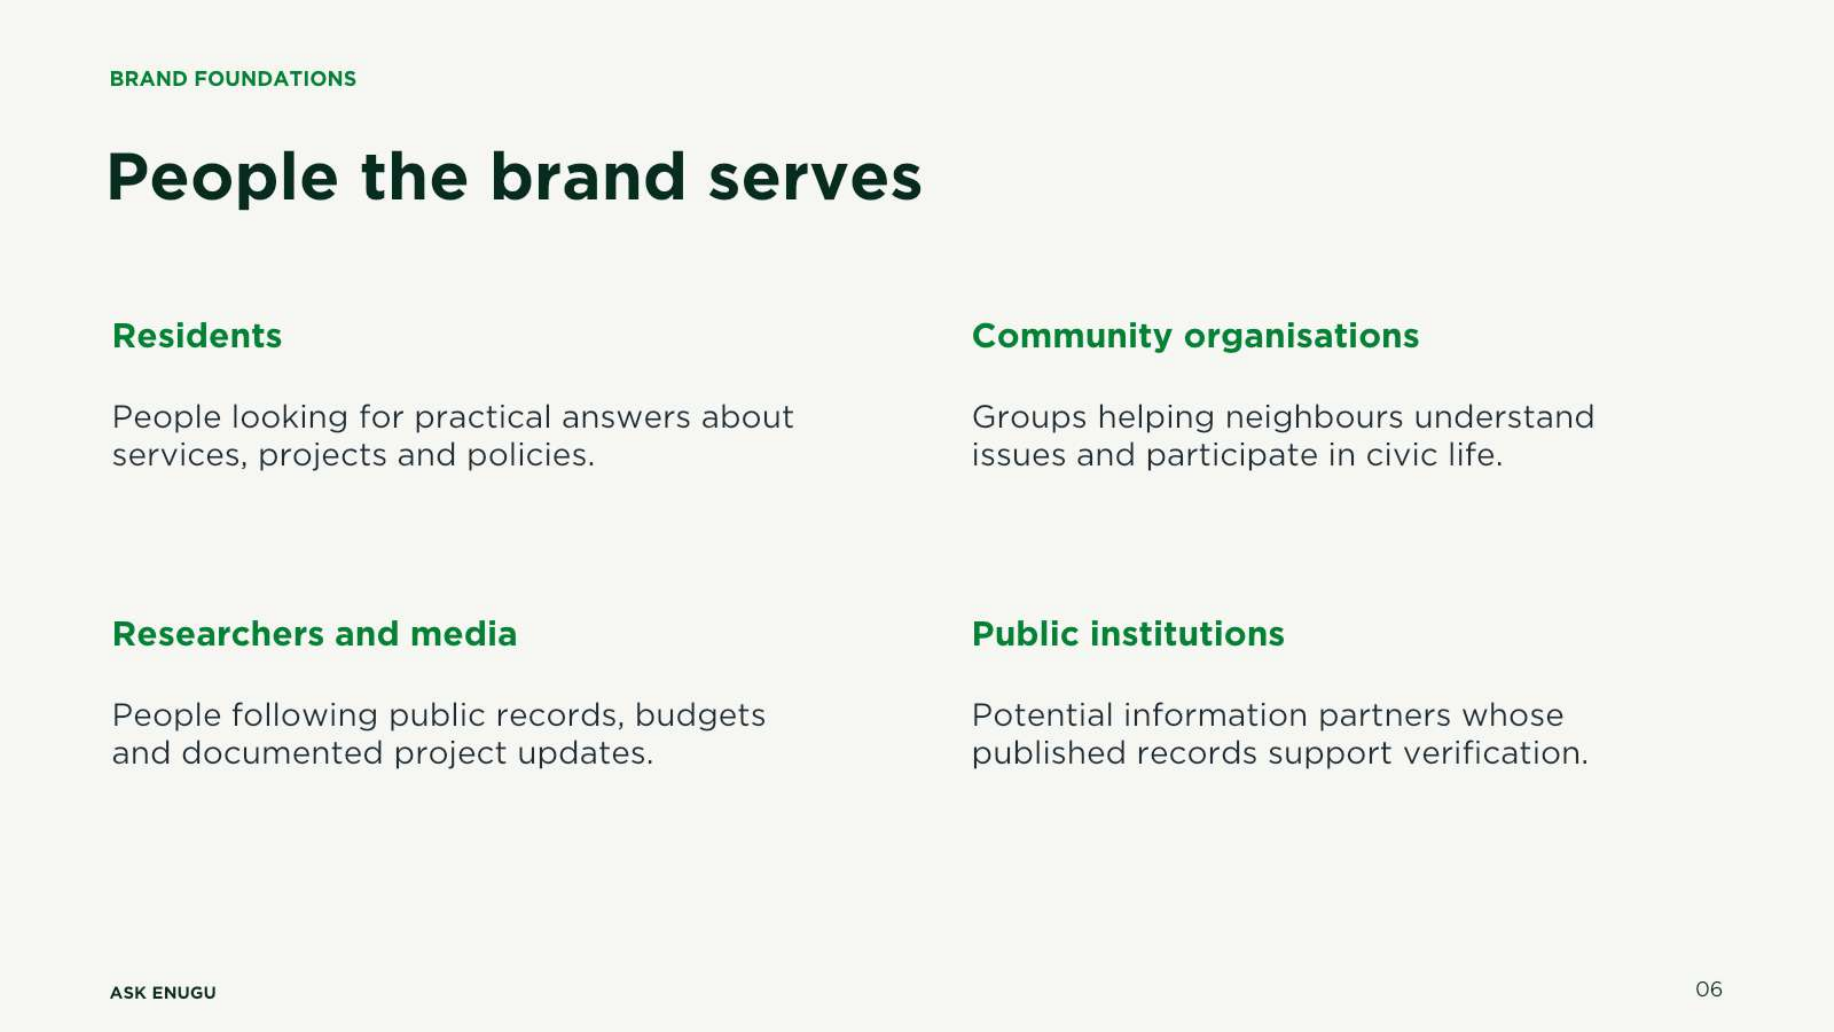 BRAND FOUNDATIONS
People the brand serves
Residents
People looking for practical answers about
services, projects and policies.
Community organisations
Groups helping neighbours understand
issues and participate in civic life.
Researchers and media
People following public records, budgets
and documented project updates.
Public institutions
Potential information partners whose
published records support verification.
ASK ENUGU
06